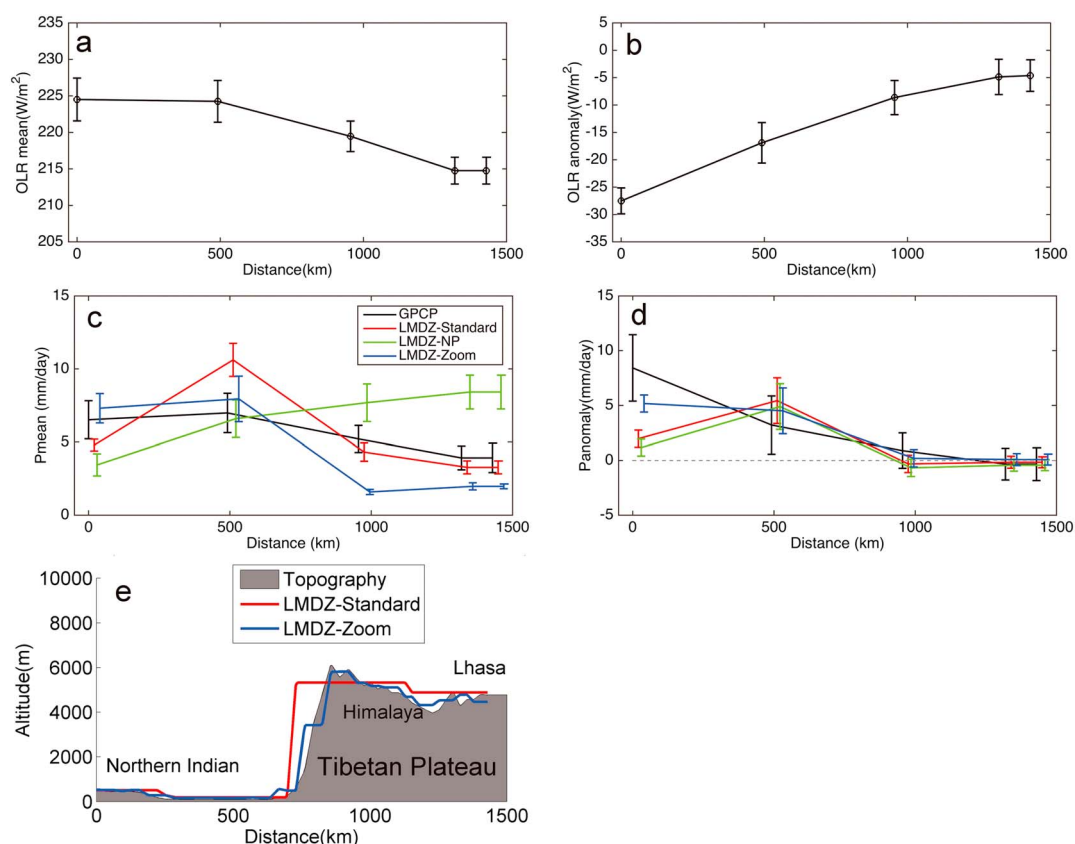 a
OLR mean(W/m²)
235
230
225
220
215
210
205
0
500
1000
1500
Distance(km)
b
OLR anomaly(W/m²)
5
0
-5
-10
-15
-20
-25
-30
-35
0
500
1000
1500
Distance(km)
c
Pmean (mm/day)
15
10
5
0
GPCP
LMDZ-Standard
LMDZ-NP
LMDZ-Zoom
0
500
1000
1500
Distance (km)
d
Panomaly(mm/day)
15
10
5
0
-5
0
500
1000
1500
Distance (km)
e
Altitude(m)
10000
8000
6000
4000
2000
0
Topography
LMDZ-Standard
LMDZ-Zoom
Lhasa
Himalaya
Northern Indian
Tibetan Plateau
0
500
1000
1500
Distance(km)